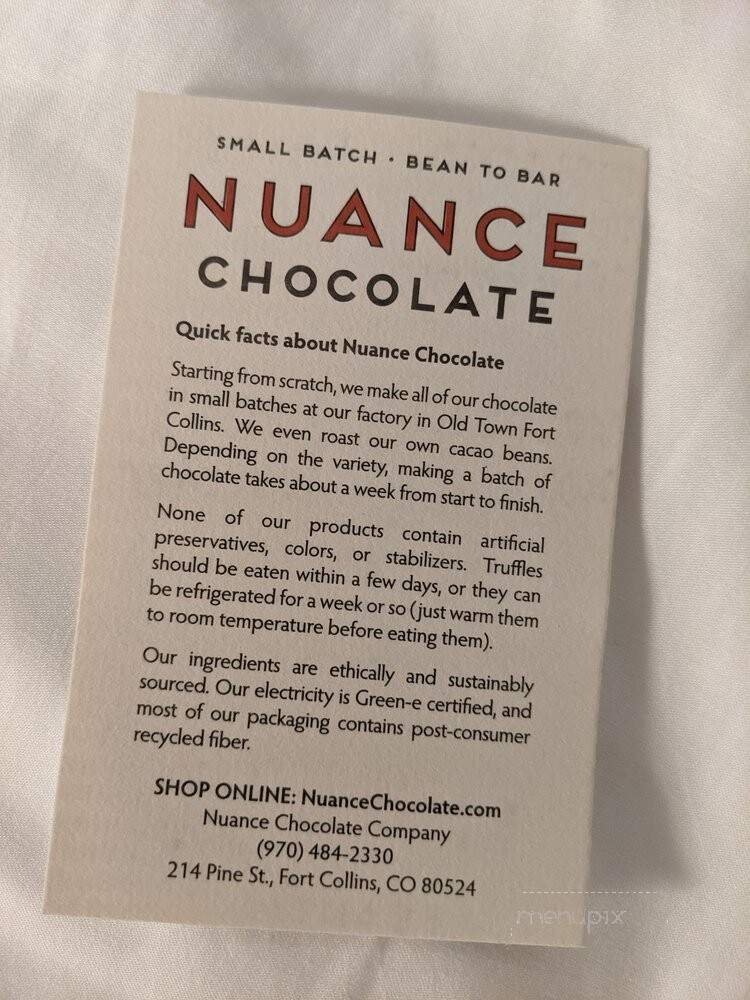 SMALL BATCH · BEAN TO BAR
NUANCE
CHOCOLATE
Quick facts about Nuance Chocolate
Starting from scratch, we make all of our chocolate
in small batches at our factory in Old Town Fort
Collins. We even roast our own cacao beans.
Depending on the variety, making a batch of
chocolate takes about a week from start to finish.
None of our products contain artificial
preservatives, colors, or stabilizers. Truffles
should be eaten within a few days, or they can
be refrigerated for a week or so (just warm them
to room temperature before eating them).
Our ingredients are ethically and sustainably
sourced. Our electricity is Green-e certified, and
most of our packaging contains post-consumer
recycled fiber.
SHOP ONLINE: NuanceChocolate.com
Nuance Chocolate Company
(970) 484-2330
214 Pine St., Fort Collins, CO 80524
menupix